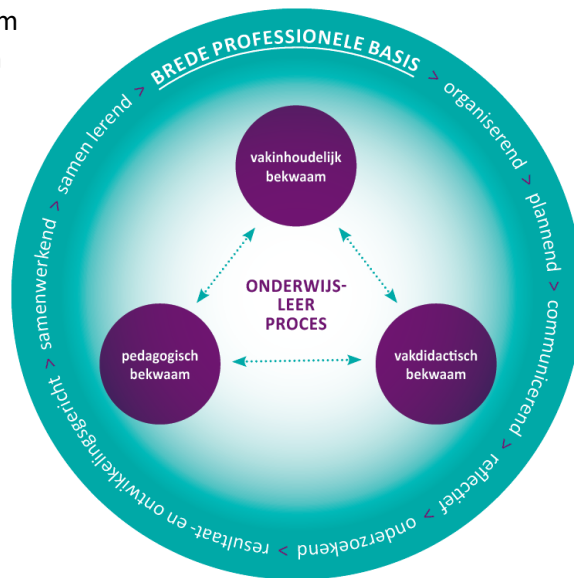 m
BREDE PROFESSIONELE BASIS > organiserend > plannend > communicerend > reflectief > onderzoekend > resultaat- en ontwikkelingsgericht > samenwerkend > samen lerend >
vakinhoudelijk
bekwaam
ONDERWIJS-
LEER
PROCES
pedagogisch
bekwaam
vakdidactisch
bekwaam